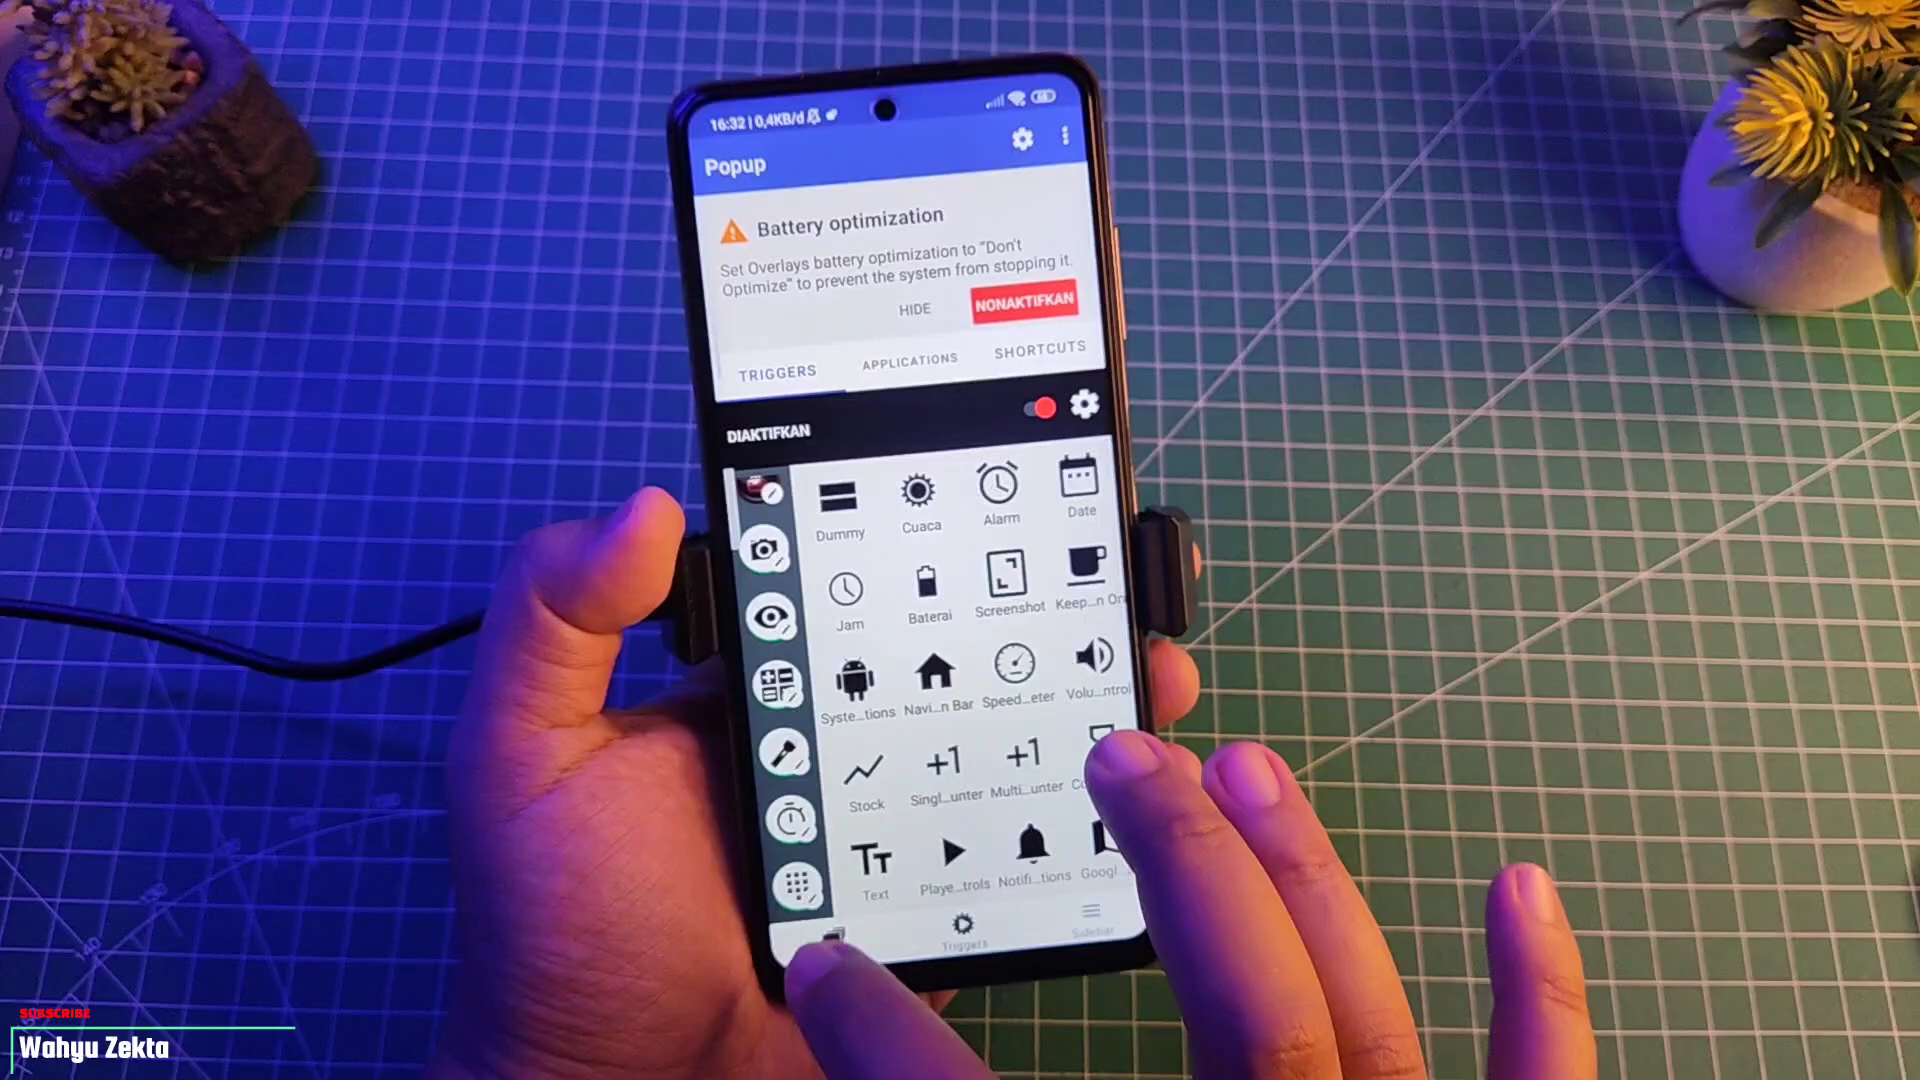 16:32 | 0,4KB/d
Popup
Battery optimization
Set Overlays battery optimization to "Don't
Optimize" to prevent the system from stopping it.
HIDE
NONAKTIFKAN
TRIGGERS
APPLICATIONS
SHORTCUTS
DIAKTIFKAN
Dummy
Cuaca
Alarm
Date
Jam
Baterai
Screenshot
Keep...n On
Syste...tions
Navi...n Bar
Speed...eter
Volu...ntrol
Stock
Singl...unter
Multi...unter
Text
Playe...trols
Notifi...tions
Googl
Triggers
Sidebar
SUBSCRIBE
Wahyu Zekta